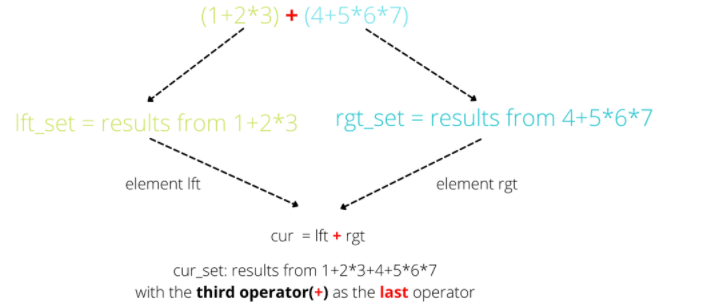 (1+2*3) + (4+5*6*7)
lft_set = results from 1+2*3
rgt_set = results from 4+5*6*7
element lft
element rgt
cur = lft + rgt
cur_set: results from 1+2*3+4+5*6*7
with the third operator(+) as the last operator